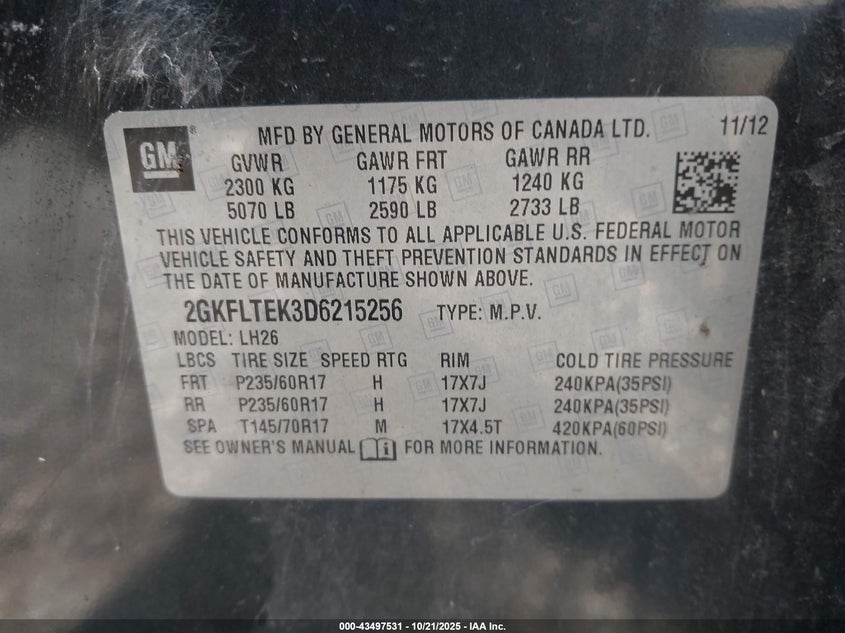 GM
MFD BY GENERAL MOTORS OF CANADA LTD. 11/12
GVWR GAWR FRT GAWR RR
2300 KG 1175 KG 1240 KG
5070 LB 2590 LB 2733 LB
THIS VEHICLE CONFORMS TO ALL APPLICABLE U.S. FEDERAL MOTOR
VEHICLE SAFETY AND THEFT PREVENTION STANDARDS IN EFFECT ON
THE DATE OF MANUFACTURE SHOWN ABOVE.
2GKFLTEK3D6215256 TYPE: M.P.V.
MODEL: LH26
LBCS TIRE SIZE SPEED RTG RIM COLD TIRE PRESSURE
FRT P235/60R17 H 17X7J 240KPA(35PSI)
RR P235/60R17 H 17X7J 240KPA(35PSI)
SPA T145/70R17 M 17X4.5T 420KPA(60PSI)
SEE OWNER'S MANUAL FOR MORE INFORMATION.
000-43497531 - 10/21/2025 - IAA Inc.